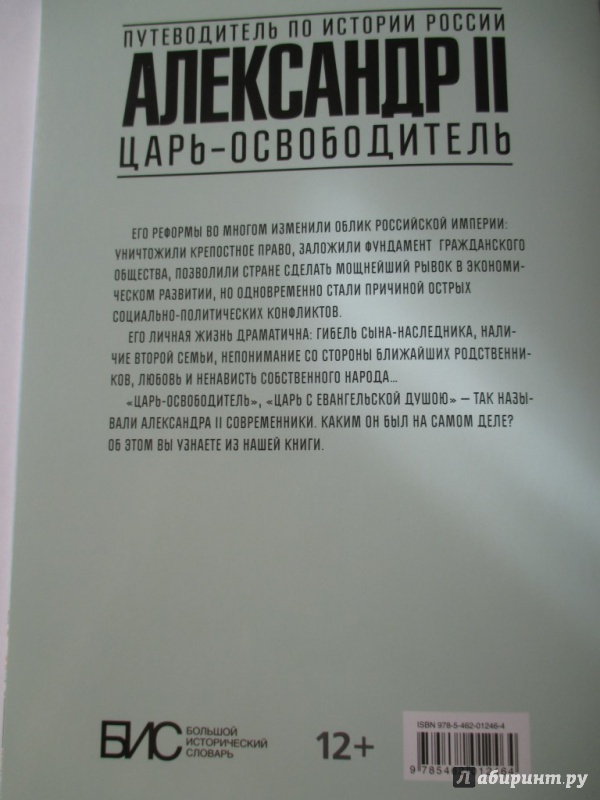 ПУТЕВОДИТЕЛЬ ПО ИСТОРИИ РОССИИ
АЛЕКСАНДР II
ЦАРЬ-ОСВОБОДИТЕЛЬ
ЕГО РЕФОРМЫ ВО МНОГОМ ИЗМЕНИЛИ ОБЛИК РОССИЙСКОЙ ИМПЕРИИ:
УНИЧТОЖИЛИ КРЕПОСТНОЕ ПРАВО, ЗАЛОЖИЛИ ФУНДАМЕНТ ГРАЖДАНСКОГО
ОБЩЕСТВА, ПОЗВОЛИЛИ СТРАНЕ СДЕЛАТЬ МОЩНЕЙШИЙ РЫВОК В ЭКОНОМИ-
ЧЕСКОМ РАЗВИТИИ, НО ОДНОВРЕМЕННО СТАЛИ ПРИЧИНОЙ ОСТРЫХ
СОЦИАЛЬНО-ПОЛИТИЧЕСКИХ КОНФЛИКТОВ.
ЕГО ЛИЧНАЯ ЖИЗНЬ ДРАМАТИЧНА: ГИБЕЛЬ СЫНА-НАСЛЕДНИКА, НАЛИ-
ЧИЕ ВТОРОЙ СЕМЬИ, НЕПОНИМАНИЕ СО СТОРОНЫ БЛИЖАЙШИХ РОДСТВЕННИ-
КОВ, ЛЮБОВЬ И НЕНАВИСТЬ СОБСТВЕННОГО НАРОДА...
«ЦАРЬ-ОСВОБОДИТЕЛЬ», «ЦАРЬ С ЕВАНГЕЛЬСКОЙ ДУШОЮ» – ТАК НАЗЫ-
ВАЛИ АЛЕКСАНДРА II СОВРЕМЕННИКИ. КАКИМ ОН БЫЛ НА САМОМ ДЕЛЕ?
ОБ ЭТОМ ВЫ УЗНАЕТЕ ИЗ НАШЕЙ КНИГИ.
ISBN 978-5-462-01246-4
БИС БОЛЬШОЙ
ИСТОРИЧЕСКИЙ
СЛОВАРЬ
12+
Лабиринт.ру